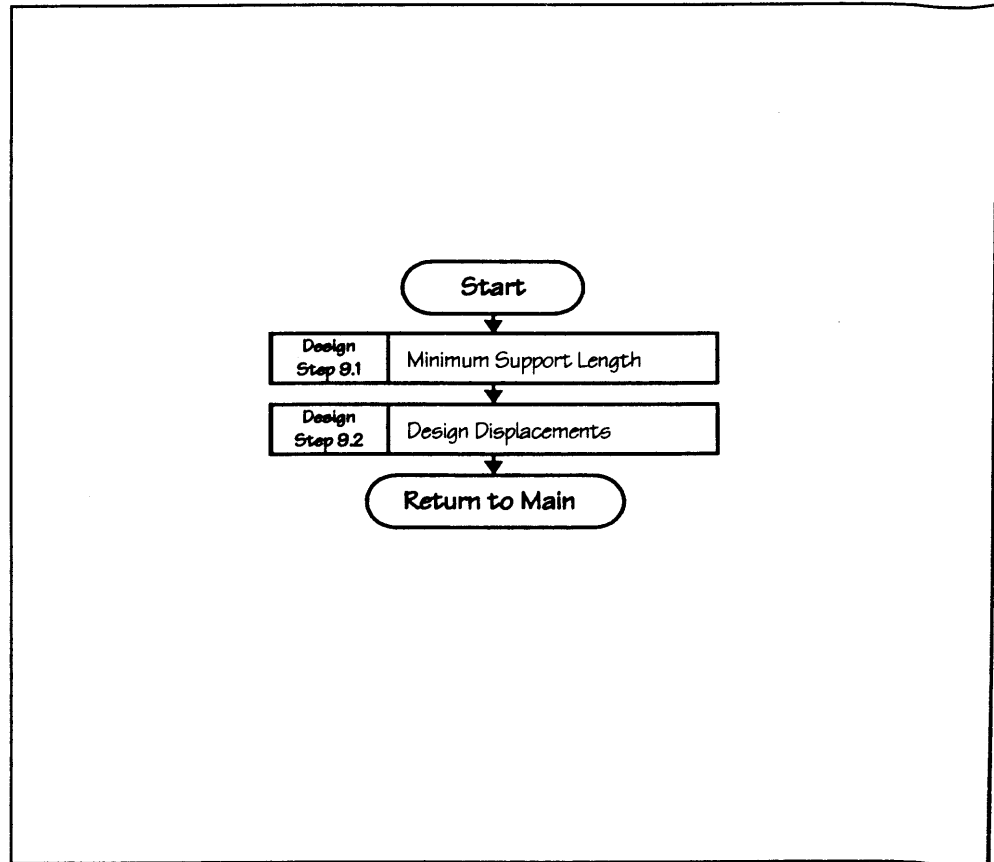 Start
Design
Step 9.1
Minimum Support Length
Design
Step 9.2
Design Displacements
Return to Main